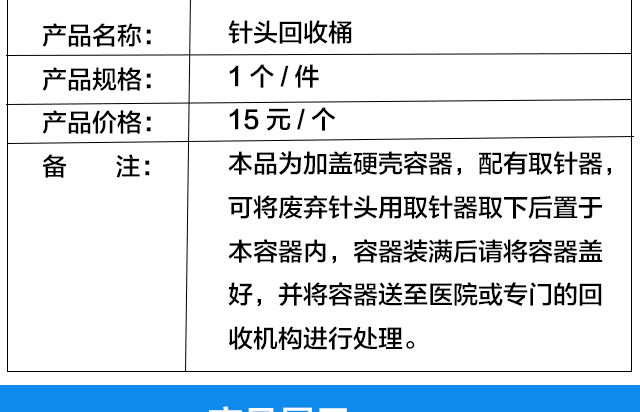 产品名称： 针头回收桶
产品规格： 1 个 / 件
产品价格： 15 元 / 个
备 注： 本品为加盖硬壳容器，配有取针器，
可将废弃针头用取针器取下后置于
本容器内，容器装满后请将容器盖
好，并将容器送至医院或专门的回
收机构进行处理。